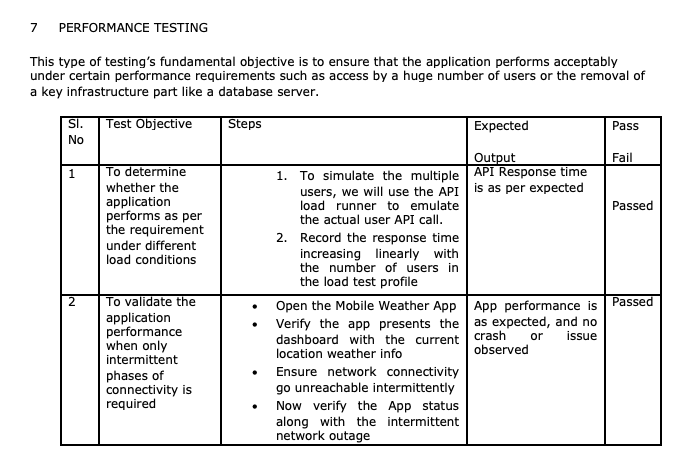 7 PERFORMANCE TESTING
This type of testing's fundamental objective is to ensure that the application performs acceptably
under certain performance requirements such as access by a huge number of users or the removal of
a key infrastructure part like a database server.
Sl. No
Test Objective
Steps
Expected
Output
Pass
Fail
1
To determine
whether the
application
performs as per
the requirement
under different
load conditions
1. To simulate the multiple
users, we will use the API
load runner to emulate
the actual user API call.
2. Record the response time
increasing linearly with
the number of users in
the load test profile
API Response time
is as per expected
Passed
2
To validate the
application
performance
when only
intermittent
phases of
connectivity is
required
• Open the Mobile Weather App
• Verify the app presents the
dashboard with the current
location weather info
• Ensure network connectivity
go unreachable intermittently
• Now verify the App status
along with the intermittent
network outage
App performance is
as expected, and no
crash or issue
observed
Passed